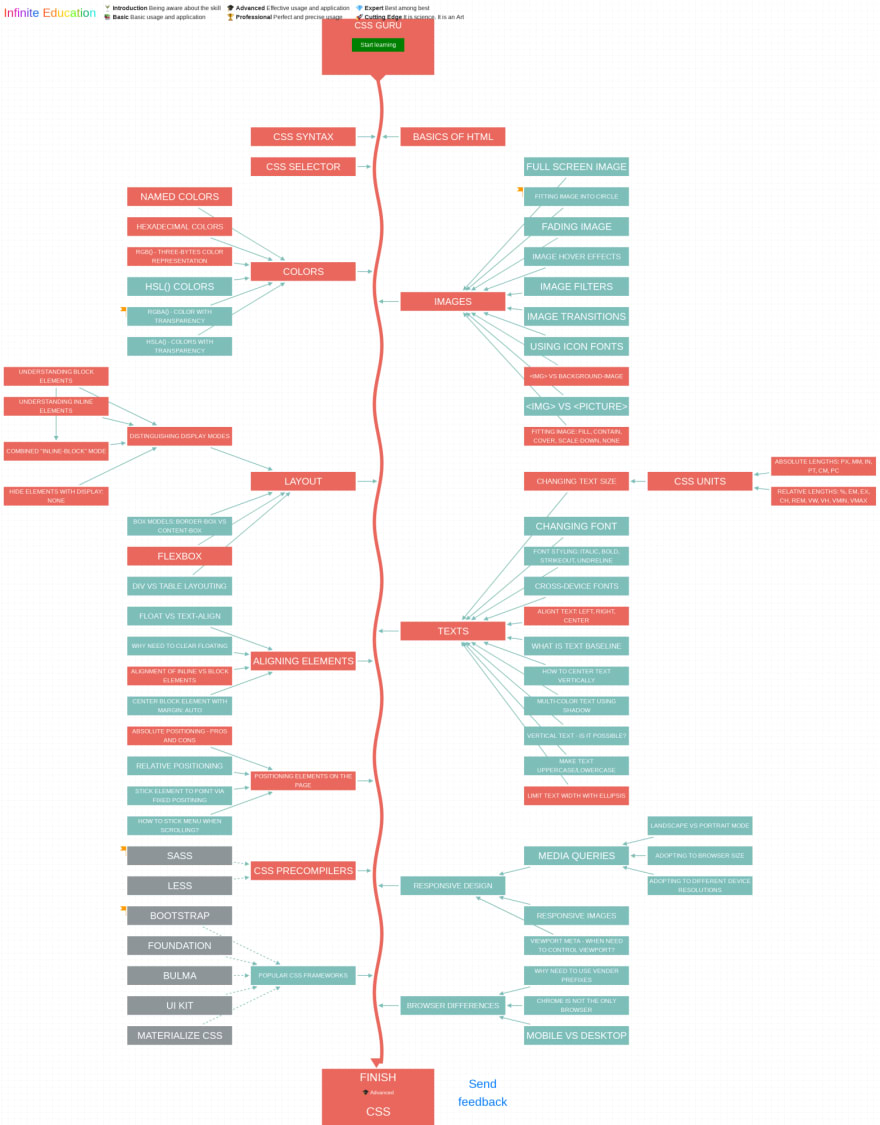 Infinite Education
Introduction Being aware about the skill
Advanced Effective usage and application
Expert Best among best
Basic Basic usage and application
Professional Perfect and precise usage
Cutting Edge It is science, It is an Art
CSS GURU
Start learning
CSS SYNTAX
BASICS OF HTML
CSS SELECTOR
FULL SCREEN IMAGE
NAMED COLORS
FITTING IMAGE INTO CIRCLE
HEXADECIMAL COLORS
FADING IMAGE
RGB() - THREE-BYTES COLOR
REPRESENTATION
IMAGE HOVER EFFECTS
COLORS
HSL() COLORS
IMAGE FILTERS
IMAGES
RGBA() - COLOR WITH
TRANSPARENCY
IMAGE TRANSITIONS
HSLA() - COLORS WITH
TRANSPARENCY
USING ICON FONTS
UNDERSTANDING BLOCK
ELEMENTS
<IMG> VS BACKGROUND-IMAGE
UNDERSTANDING INLINE
ELEMENTS
<IMG> VS <PICTURE>
DISTINGUISHING DISPLAY MODES
FITTING IMAGE: FILL, CONTAIN,
COVER, SCALE-DOWN, NONE
COMBINED "INLINE-BLOCK" MODE
LAYOUT
CHANGING TEXT SIZE
CSS UNITS
ABSOLUTE LENGTHS: PX, MM, IN,
PT, CM, PC
HIDE ELEMENTS WITH DISPLAY:
NONE
RELATIVE LENGTHS: %, EM, EX,
CH, REM, VW, VH, VMIN, VMAX
BOX MODELS: BORDER-BOX VS
CONTENT-BOX
CHANGING FONT
FLEXBOX
FONT STYLING: ITALIC, BOLD,
STRIKEOUT, UNDRELINE
DIV VS TABLE LAYOUTING
CROSS-DEVICE FONTS
FLOAT VS TEXT-ALIGN
ALIGNT TEXT: LEFT, RIGHT,
CENTER
TEXTS
WHY NEED TO CLEAR FLOATING
WHAT IS TEXT BASELINE
ALIGNING ELEMENTS
ALIGNMENT OF INLINE VS BLOCK
ELEMENTS
HOW TO CENTER TEXT
VERTICALLY?
CENTER BLOCK ELEMENT WITH
MARGIN: AUTO
MULTI-COLOR TEXT USING
SHADOW
ABSOLUTE POSITIONING - PROS
AND CONS
VERTICAL TEXT - IS IT POSSIBLE?
RELATIVE POSITIONING
MAKE TEXT
UPPERCASE/LOWERCASE
POSITIONING ELEMENTS ON THE
PAGE
STICK ELEMENT TO POINT VIA
FIXED POSITINING
LIMIT TEXT WIDTH WITH ELLIPSIS
HOW TO STICK MENU WHEN
SCROLLING?
LANDSCAPE VS PORTRAIT MODE
SASS
MEDIA QUERIES
ADOPTING TO BROWSER SIZE
CSS PRECOMPILERS
LESS
RESPONSIVE DESIGN
ADOPTING TO DIFFERENT DEVICE
RESOLUTIONS
BOOTSTRAP
RESPONSIVE IMAGES
FOUNDATION
VIEWPORT META - WHEN NEED
TO CONTROL VIEWPORT?
BULMA
POPULAR CSS FRAMEWORKS
WHY NEED TO USE VENDER
PREFIXES
UI KIT
BROWSER DIFFERENCES
CHROME IS NOT THE ONLY
BROWSER
MATERIALIZE CSS
MOBILE VS DESKTOP
FINISH
Advanced
CSS
Send
feedback